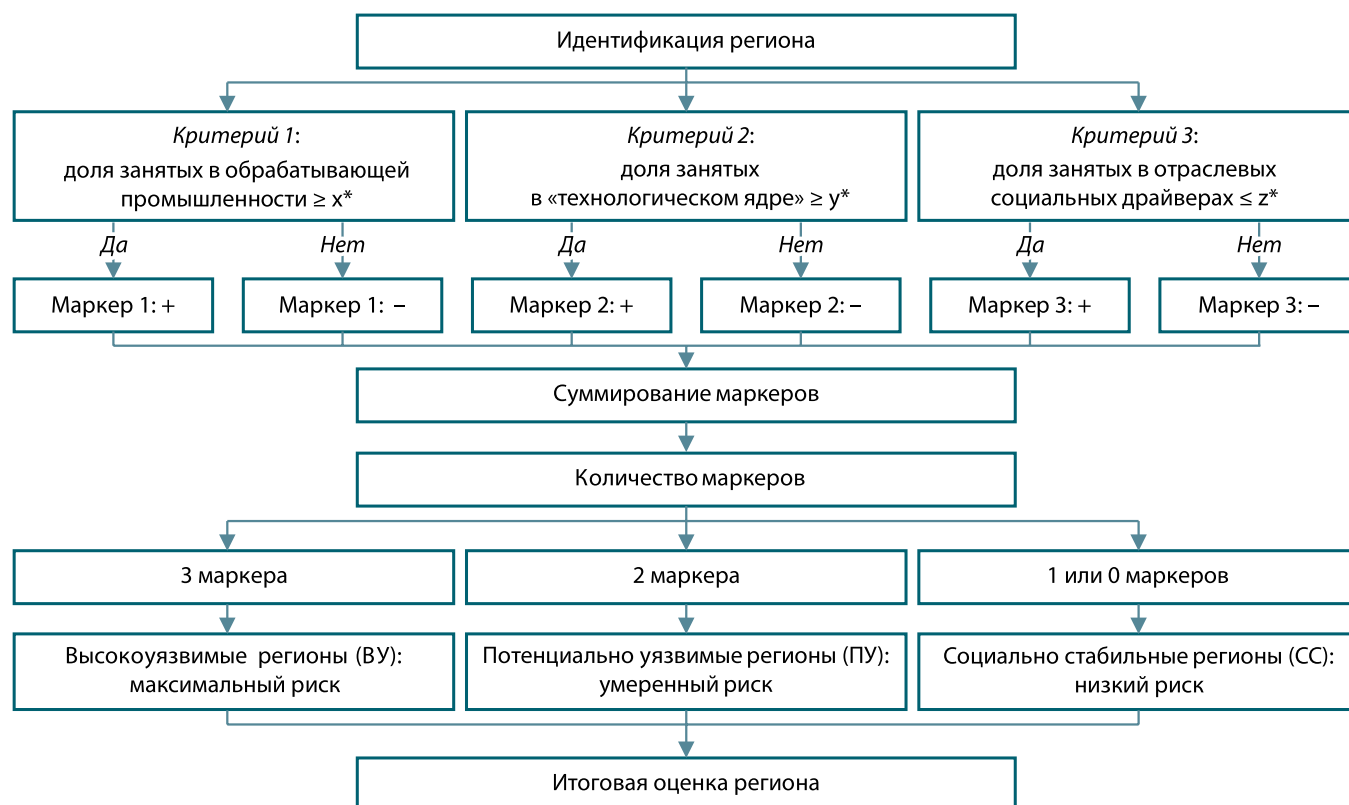 Идентификация региона
Критерий 1:
доля занятых в обрабатывающей
промышленности ≥ x*
Критерий 2:
доля занятых
в «технологическом ядре» ≥ y*
Критерий 3:
доля занятых в отраслевых
социальных драйверах ≤ z*
Да
Нет
Да
Нет
Да
Нет
Маркер 1: +
Маркер 1: –
Маркер 2: +
Маркер 2: –
Маркер 3: +
Маркер 3: –
Суммирование маркеров
Количество маркеров
3 маркера
2 маркера
1 или 0 маркеров
Высокоуязвимые регионы (ВУ):
максимальный риск
Потенциально уязвимые регионы (ПУ):
умеренный риск
Социально стабильные регионы (СС):
низкий риск
Итоговая оценка региона